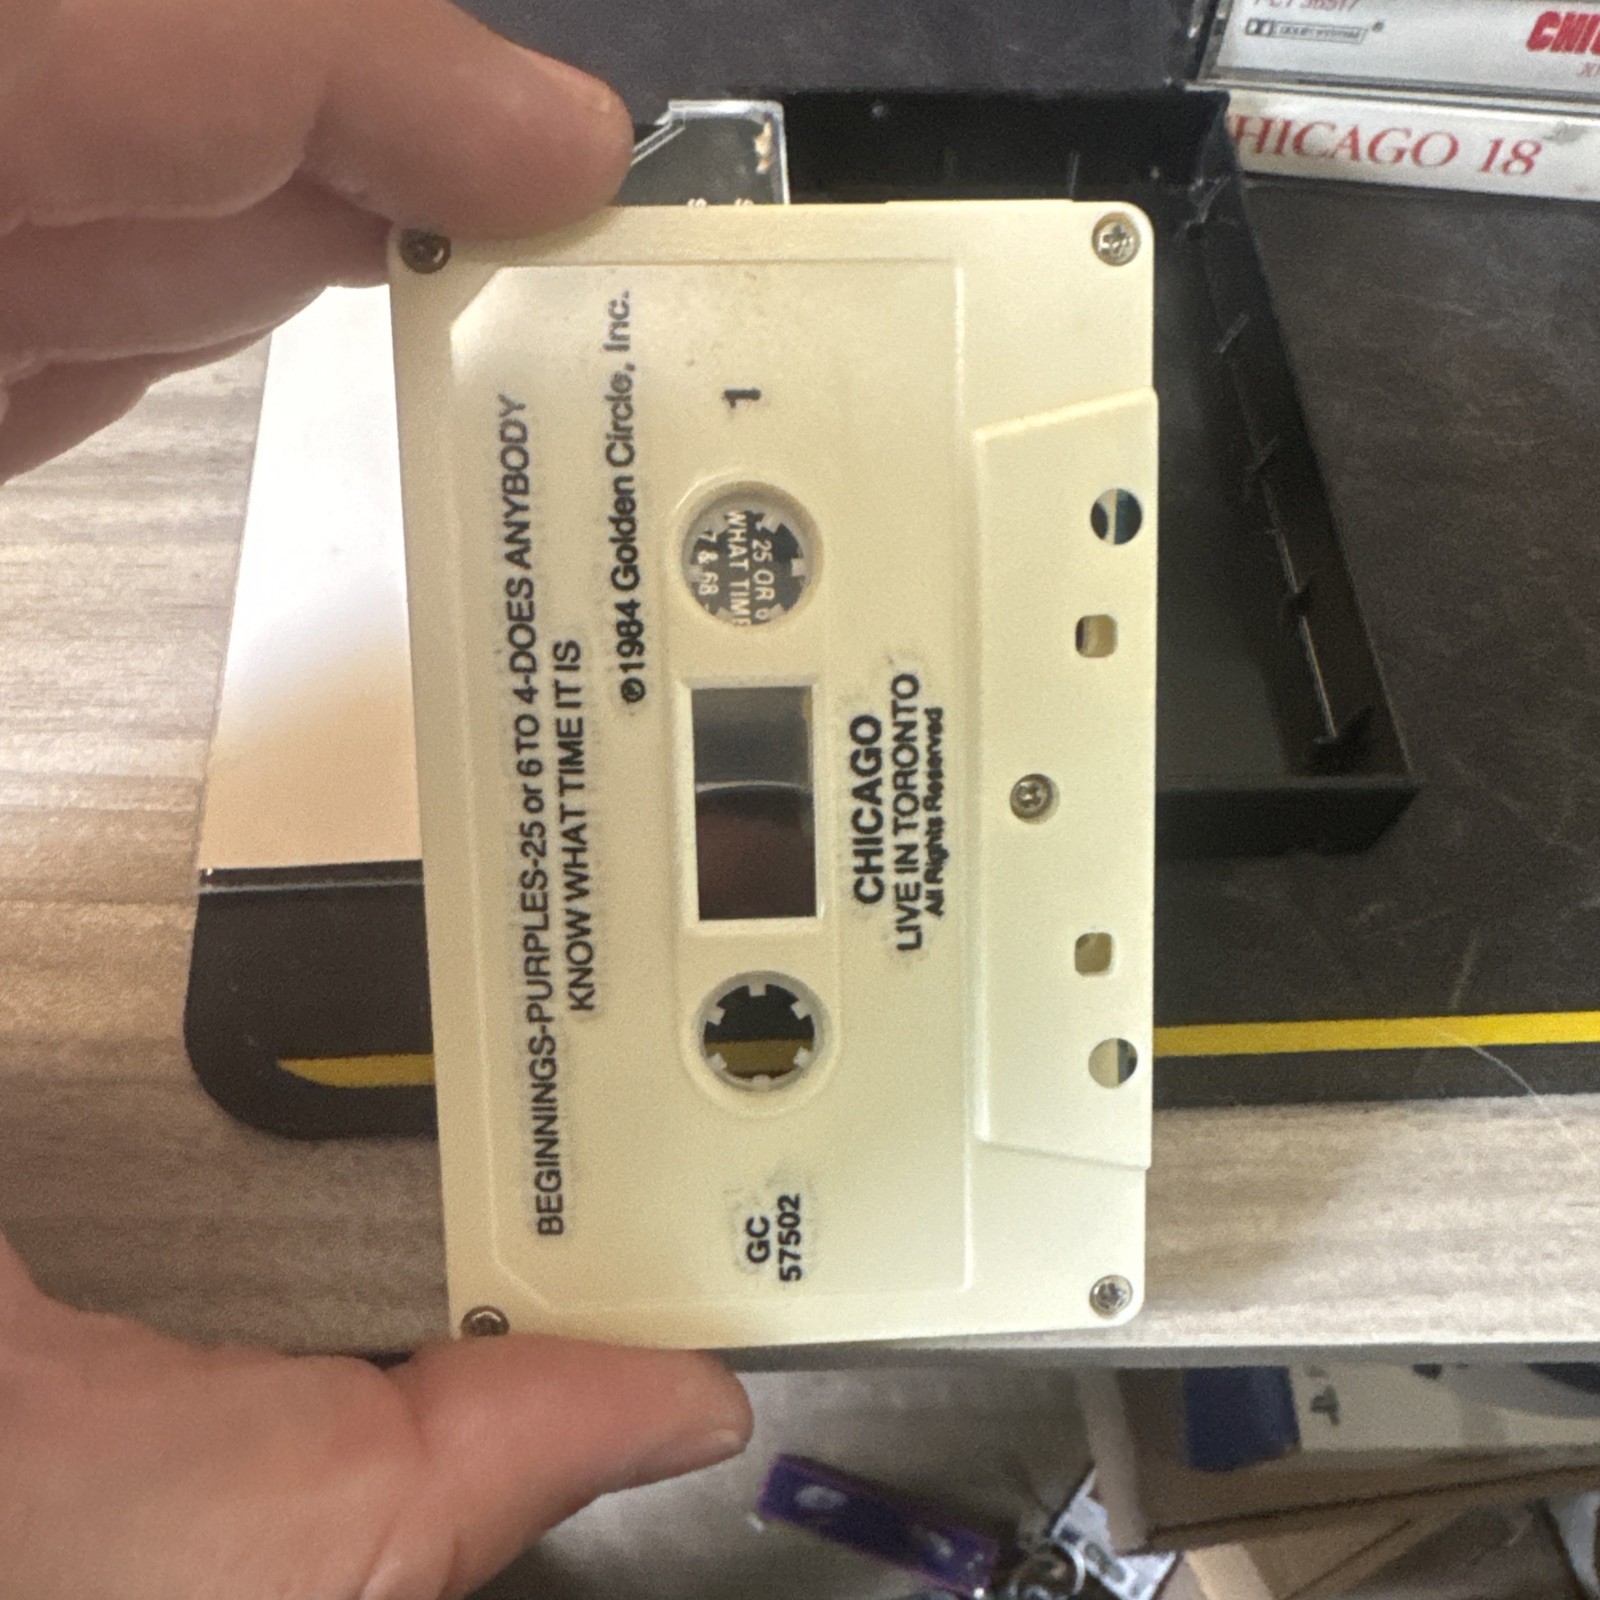 BEGINNINGS-PURPLES-25 or 6 TO 4-DOES ANYBODY
KNOW WHAT TIME IT IS
℗1984 Golden Circle, Inc.
1
GC
57502
CHICAGO
LIVE IN TORONTO
All Rights Reserved
25 OR 6
WHAT TIME
7 & 68
CHICAGO 18